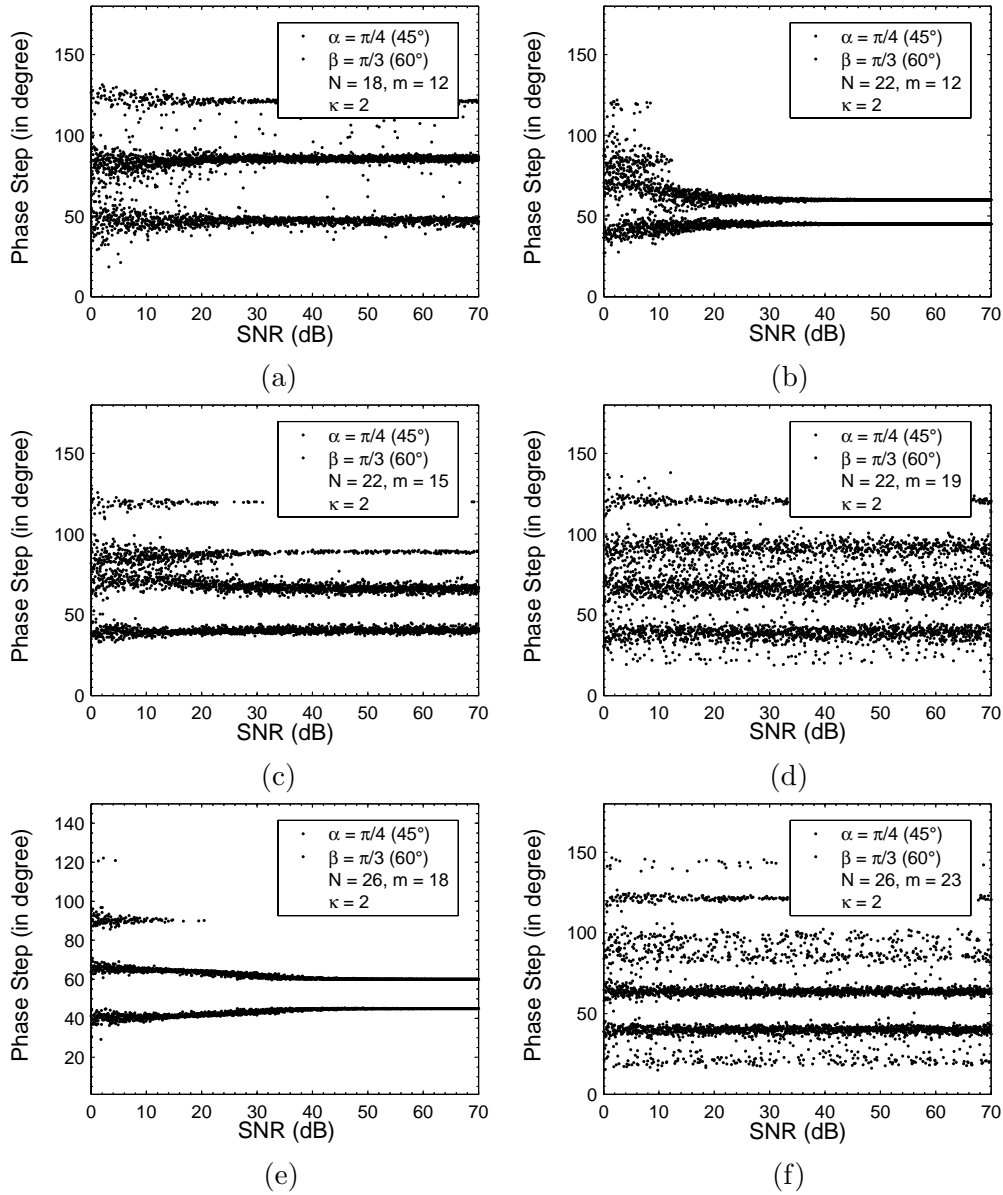 150
100
50
0
Phase Step (in degree)
α = π/4 (45°)
β = π/3 (60°)
N = 18, m = 12
κ = 2
0 10 20 30 40 50 60 70
SNR (dB)
(a)
150
100
50
0
Phase Step (in degree)
α = π/4 (45°)
β = π/3 (60°)
N = 22, m = 12
κ = 2
0 10 20 30 40 50 60 70
SNR (dB)
(b)
150
100
50
0
Phase Step (in degree)
α = π/4 (45°)
β = π/3 (60°)
N = 22, m = 15
κ = 2
0 10 20 30 40 50 60 70
SNR (dB)
(c)
150
100
50
0
Phase Step (in degree)
α = π/4 (45°)
β = π/3 (60°)
N = 22, m = 19
κ = 2
0 10 20 30 40 50 60 70
SNR (dB)
(d)
140
120
100
80
60
40
20
Phase Step (in degree)
α = π/4 (45°)
β = π/3 (60°)
N = 26, m = 18
κ = 2
0 10 20 30 40 50 60 70
SNR (dB)
(e)
150
100
50
0
Phase Step (in degree)
α = π/4 (45°)
β = π/3 (60°)
N = 26, m = 23
κ = 2
0 10 20 30 40 50 60 70
SNR (dB)
(f)